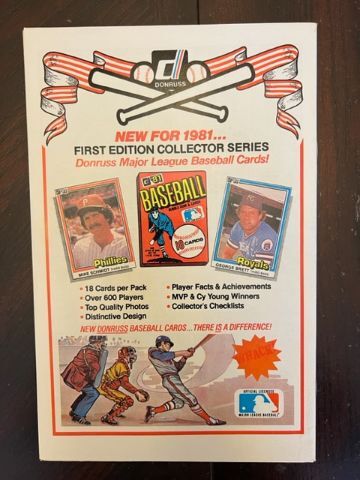 DONRUSS
NEW FOR 1981...
FIRST EDITION COLLECTOR SERIES
Donruss Major League Baseball Cards!
'81
BASEBALL
18 CARDS
Phillies
MIKE SCHMIDT
Royals
GEORGE BRETT
• 18 Cards per Pack
• Over 600 Players
• Top Quality Photos
• Distinctive Design
• Player Facts & Achievements
• MVP & Cy Young Winners
• Collector's Checklists
NEW DONRUSS BASEBALL CARDS...THERE IS A DIFFERENCE!
WHACK
OFFICIAL LICENSEE
MAJOR LEAGUE BASEBALL